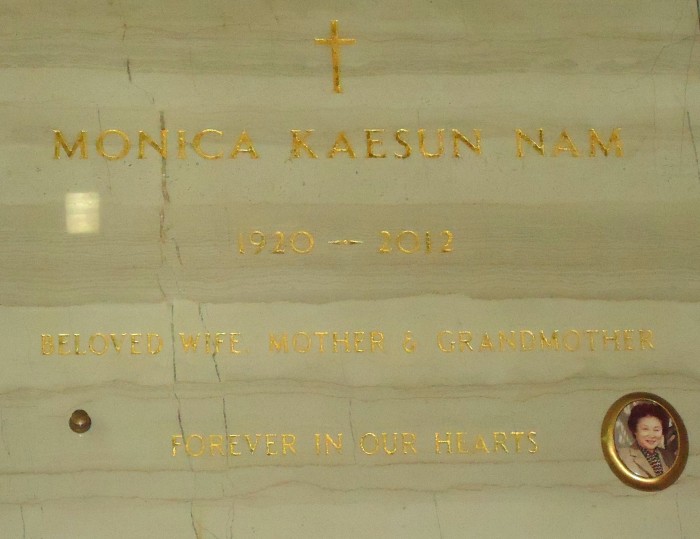 MONICA KAESUN NAM
1920 — 2012
BELOVED WIFE, MOTHER & GRANDMOTHER
FOREVER IN OUR HEARTS